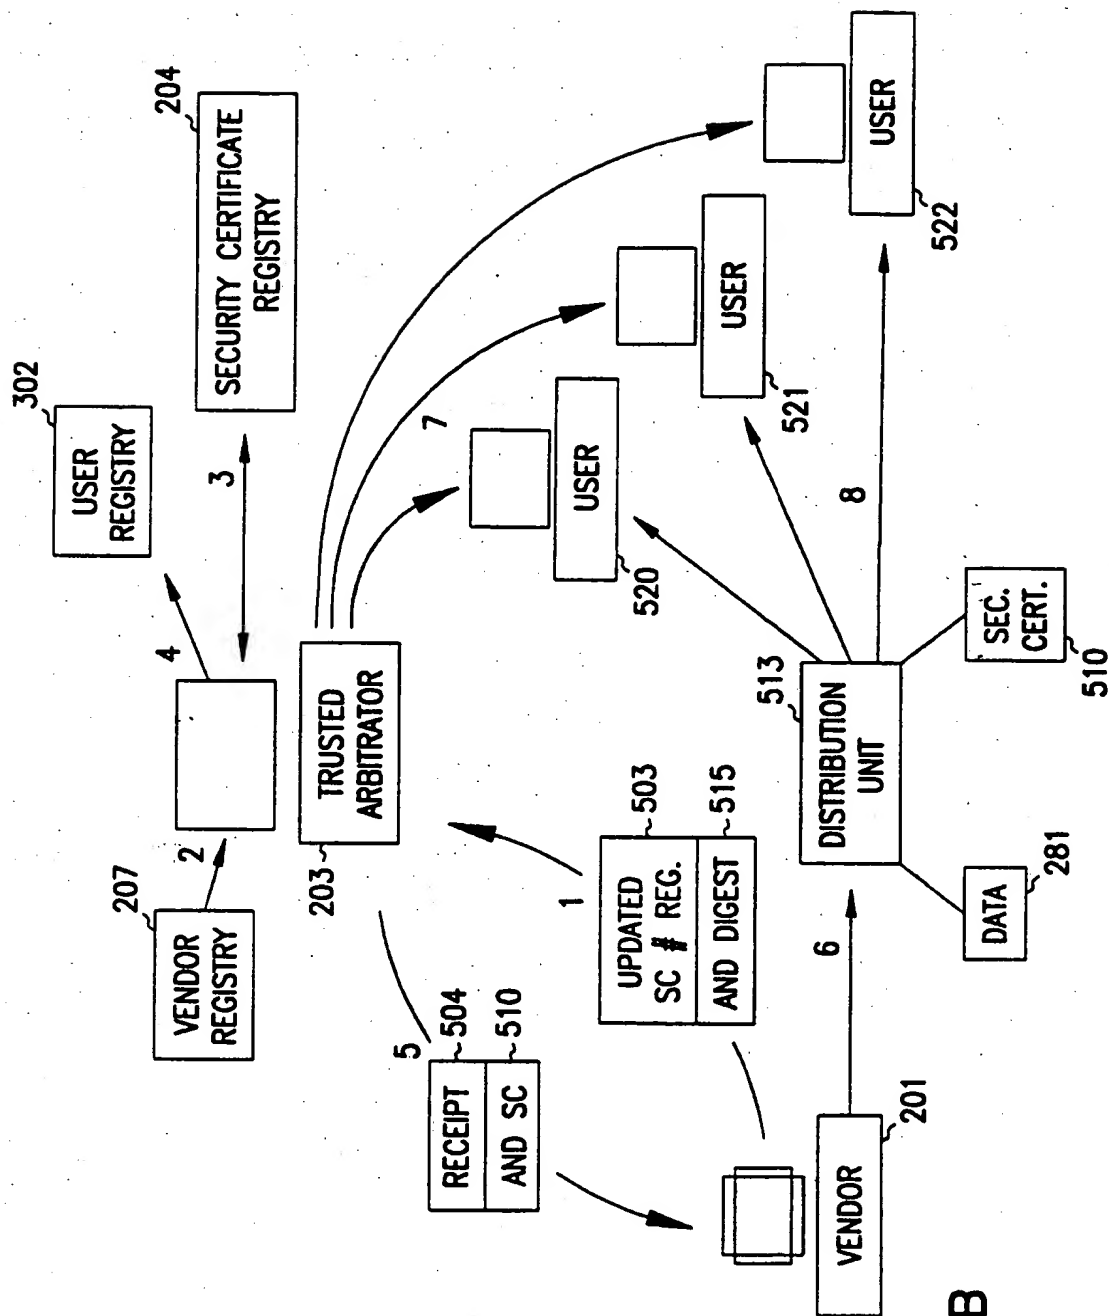 207
VENDOR
REGISTRY
2
4
302
USER
REGISTRY
3
204
SECURITY CERTIFICATE
REGISTRY
203
TRUSTED
ARBITRATOR
5
RECEIPT
504
AND SC
510
1
UPDATED
SC # REG.
503
AND DIGEST
515
7
USER
520
USER
521
USER
522
VENDOR
201
6
DISTRIBUTION
UNIT
513
8
DATA
281
SEC.
CERT.
510
B